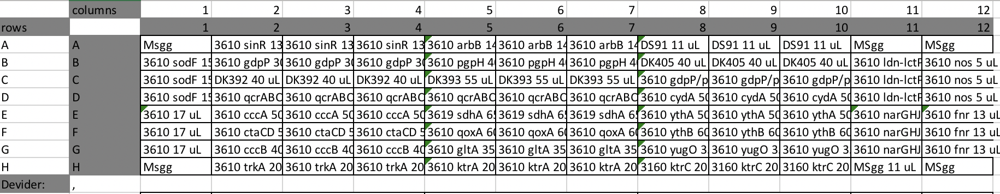 columns 1 2 3 4 5 6 7 8 9 10 11 12
rows 1 2 3 4 5 6 7 8 9 10 11 12
A A Msgg 3610 sinR 13 3610 sinR 13 3610 sinR 13 3610 arbB 14 3610 arbB 14 3610 arbB 14 DS91 11 uL DS91 11 uL DS91 11 uL MSgg MSgg
B B 3610 sodF 15 3610 gdpP 30 3610 gdpP 30 3610 gdpP 30 3610 pgpH 40 3610 pgpH 40 3610 pgpH 40 DK405 40 uL DK405 40 uL DK405 40 uL 3610 ldn-lctP 3610 nos 5 uL
C C 3610 sodF 15 DK392 40 uL DK392 40 uL DK392 40 uL DK393 55 uL DK393 55 uL DK393 55 uL 3610 gdpP/p 3610 gdpP/p 3610 gdpP/p 3610 ldn-lctP 3610 nos 5 uL
D D 3610 sodF 15 3610 qcrABC 3610 qcrABC 3610 qcrABC 3610 qcrABC 3610 qcrABC 3610 qcrABC 3610 cydA 50 3610 cydA 50 3610 cydA 50 3610 ldn-lctP 3610 nos 5 uL
E E 3610 17 uL 3610 cccA 50 3610 cccA 50 3610 cccA 50 3619 sdhA 65 3619 sdhA 65 3619 sdhA 65 3610 ythA 50 3610 ythA 50 3610 ythA 50 3610 narGHJ 3610 fnr 13 uL
F F 3610 17 uL 3610 ctaCD 5 3610 ctaCD 5 3610 ctaCD 5 3610 qoxA 60 3610 qoxA 60 3610 qoxA 60 3610 ythB 60 3610 ythB 60 3610 ythB 60 3610 narGHJ 3610 fnr 13 uL
G G 3610 17 uL 3610 cccB 40 3610 cccB 40 3610 cccB 40 3610 gltA 35 3610 gltA 35 3610 gltA 35 3610 yugO 3 3610 yugO 3 3610 yugO 3 3610 narGHJ 3610 fnr 13 uL
H H Msgg 3610 trkA 20 3610 trkA 20 3610 trkA 20 3610 ktrA 20 3610 ktrA 20 3610 ktrA 20 3160 ktrC 20 3160 ktrC 20 3160 ktrC 20 MSgg 11 uL MSgg
Devider: ,